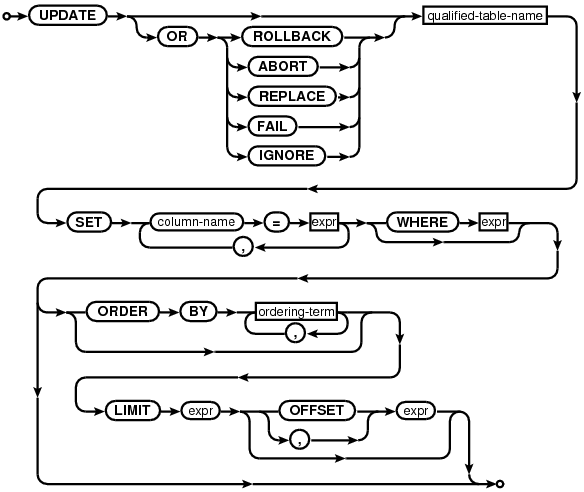 UPDATE qualified-table-name
OR ROLLBACK
ABORT
REPLACE
FAIL
IGNORE
SET column-name = expr WHERE expr
,
ORDER BY ordering-term
,
LIMIT expr OFFSET expr
,